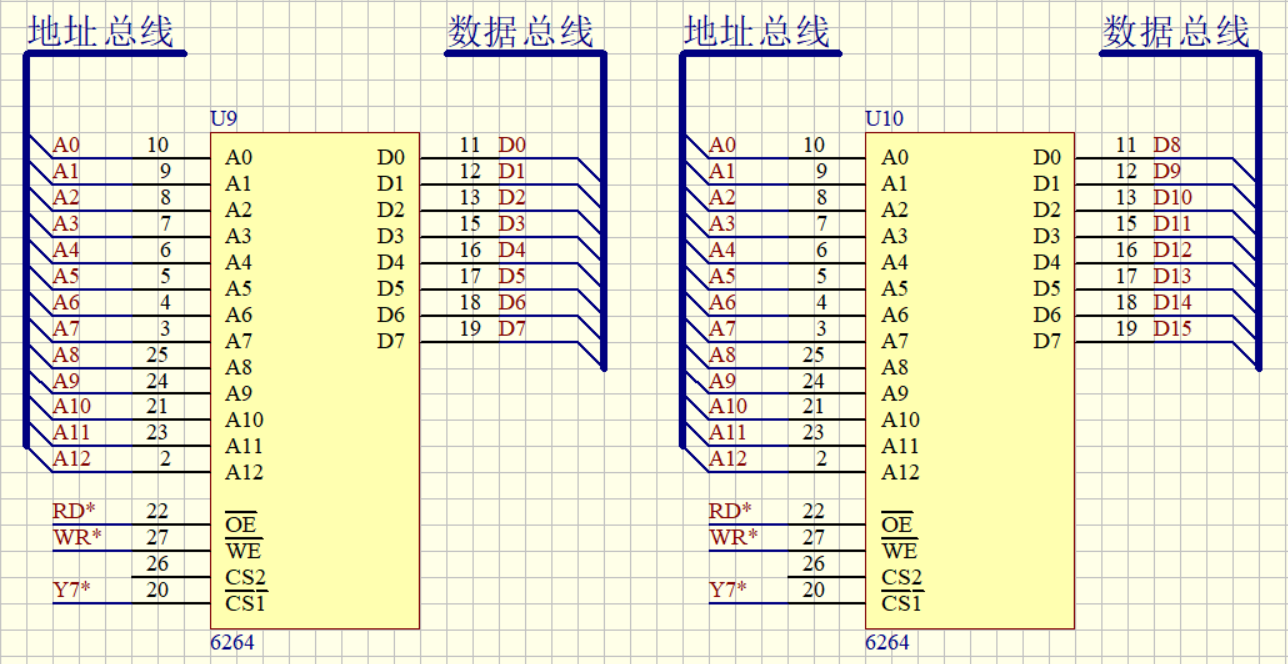 地址总线 数据总线 地址总线 数据总线
U9 U10
A0 10 A0 D0 11 D0 A0 10 A0 D0 11 D8
A1 9 A1 D1 12 D1 A1 9 A1 D1 12 D9
A2 8 A2 D2 13 D2 A2 8 A2 D2 13 D10
A3 7 A3 D3 15 D3 A3 7 A3 D3 15 D11
A4 6 A4 D4 16 D4 A4 6 A4 D4 16 D12
A5 5 A5 D5 17 D5 A5 5 A5 D5 17 D13
A6 4 A6 D6 18 D6 A6 4 A6 D6 18 D14
A7 3 A7 D7 19 D7 A7 3 A7 D7 19 D15
A8 25 A8 A8 25 A8
A9 24 A9 A9 24 A9
A10 21 A10 A10 21 A10
A11 23 A11 A11 23 A11
A12 2 A12 A12 2 A12
RD* 22 OE RD* 22 OE
WR* 27 WE WR* 27 WE
26 CS2 26 CS2
Y7* 20 CS1 Y7* 20 CS1
6264 6264